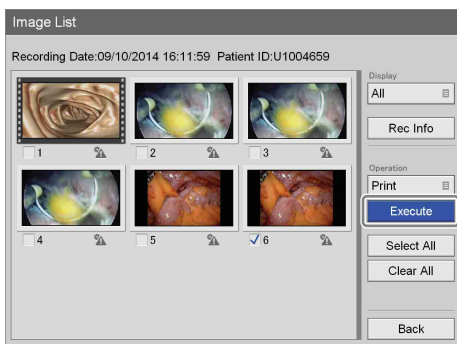 Image List
Recording Date:09/10/2014 16:11:59 Patient ID:U1004659
Display
All
Rec Info
1 2 3
Operation
Print
Execute
4 5 6
Select All
Clear All
Back